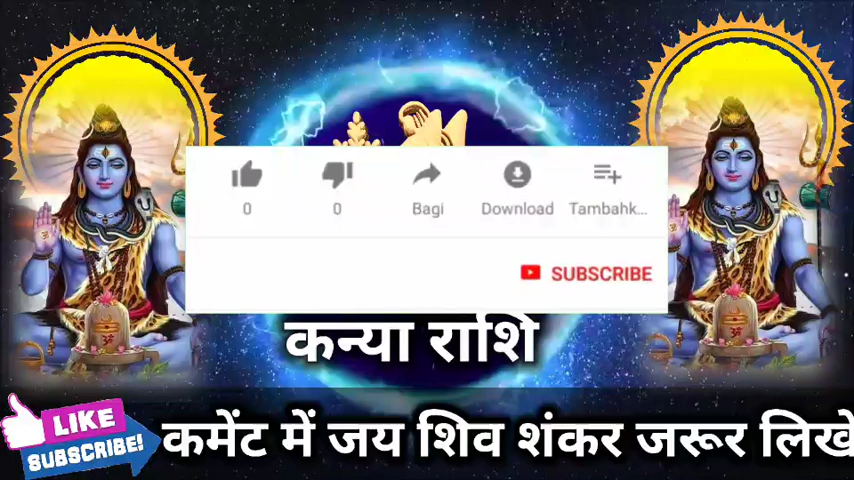 0 0 Bagi Download Tambahk...
SUBSCRIBE
कन्या राशि
LIKE
SUBSCRIBE!
कमेंट में जय शिव शंकर जरूर लिखे